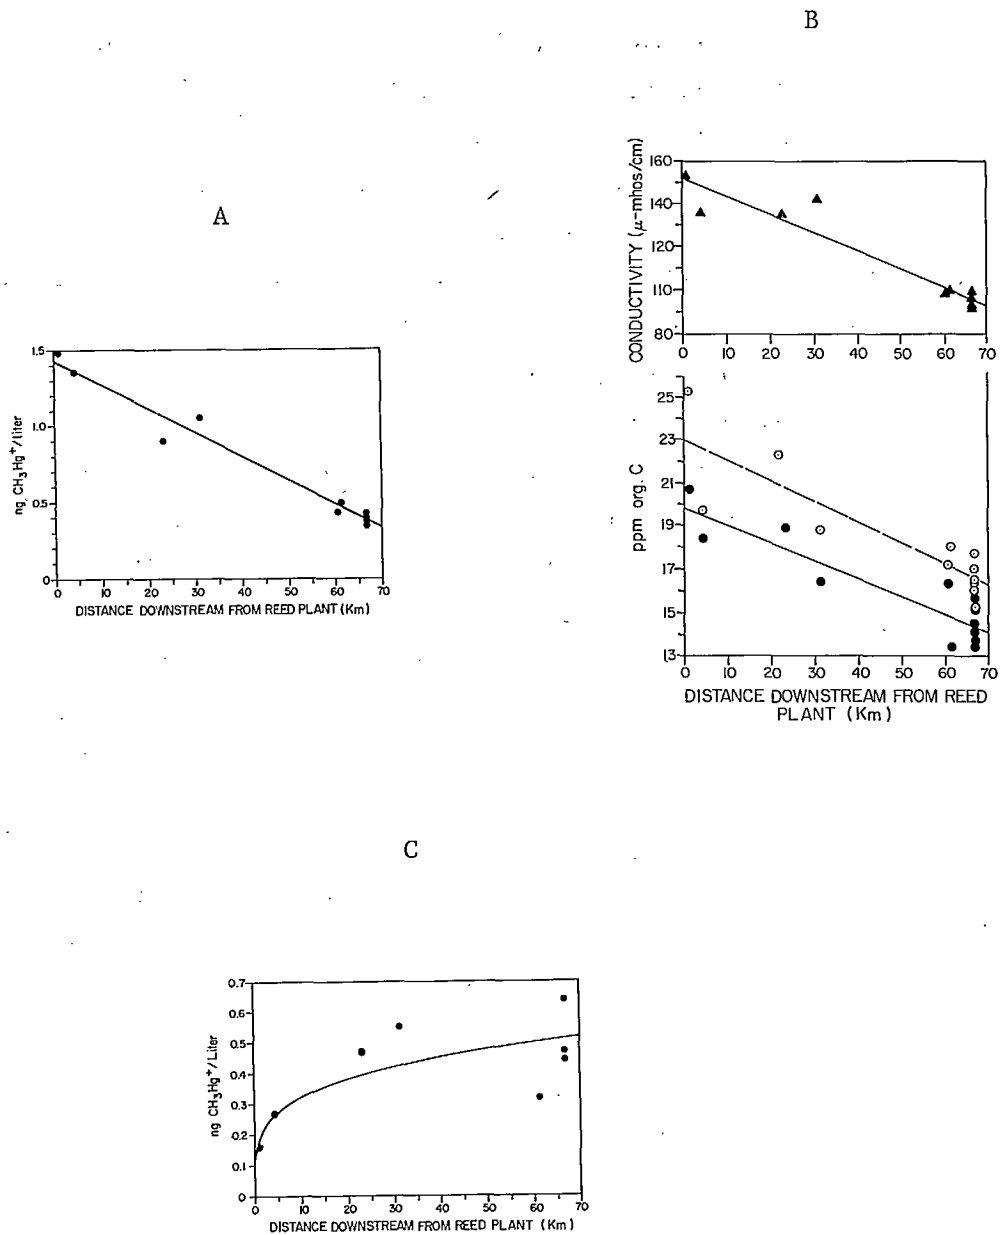 B
A
C
1.5
1.0
0.5
0
ng CH₃Hg⁺/liter
0 10 20 30 40 50 60 70
DISTANCE DOWNSTREAM FROM REED PLANT (Km)
160
140
120
110
80
CONDUCTIVITY (μ-mhos/cm)
0 10 20 30 40 50 60 70
25
23
21
19
17
15
13
ppm org. C
0 10 20 30 40 50 60 70
DISTANCE DOWNSTREAM FROM REED
PLANT (Km)
0.7
0.6
0.5
0.4
0.3
0.2
0.1
0
ng CH₃Hg⁺/Liter
0 10 20 30 40 50 60 70
DISTANCE DOWNSTREAM FROM REED PLANT (Km)